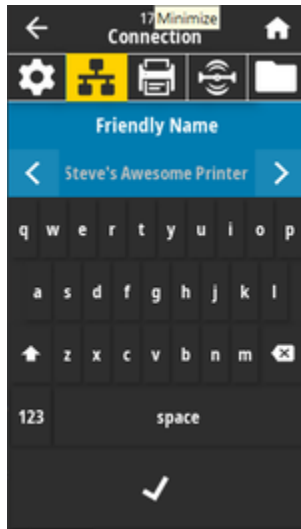 17 Minimize
Connection
Friendly Name
Steve's Awesome Printer
q w e r t y u i o p
a s d f g h j k l
z x c v b n m
123 space